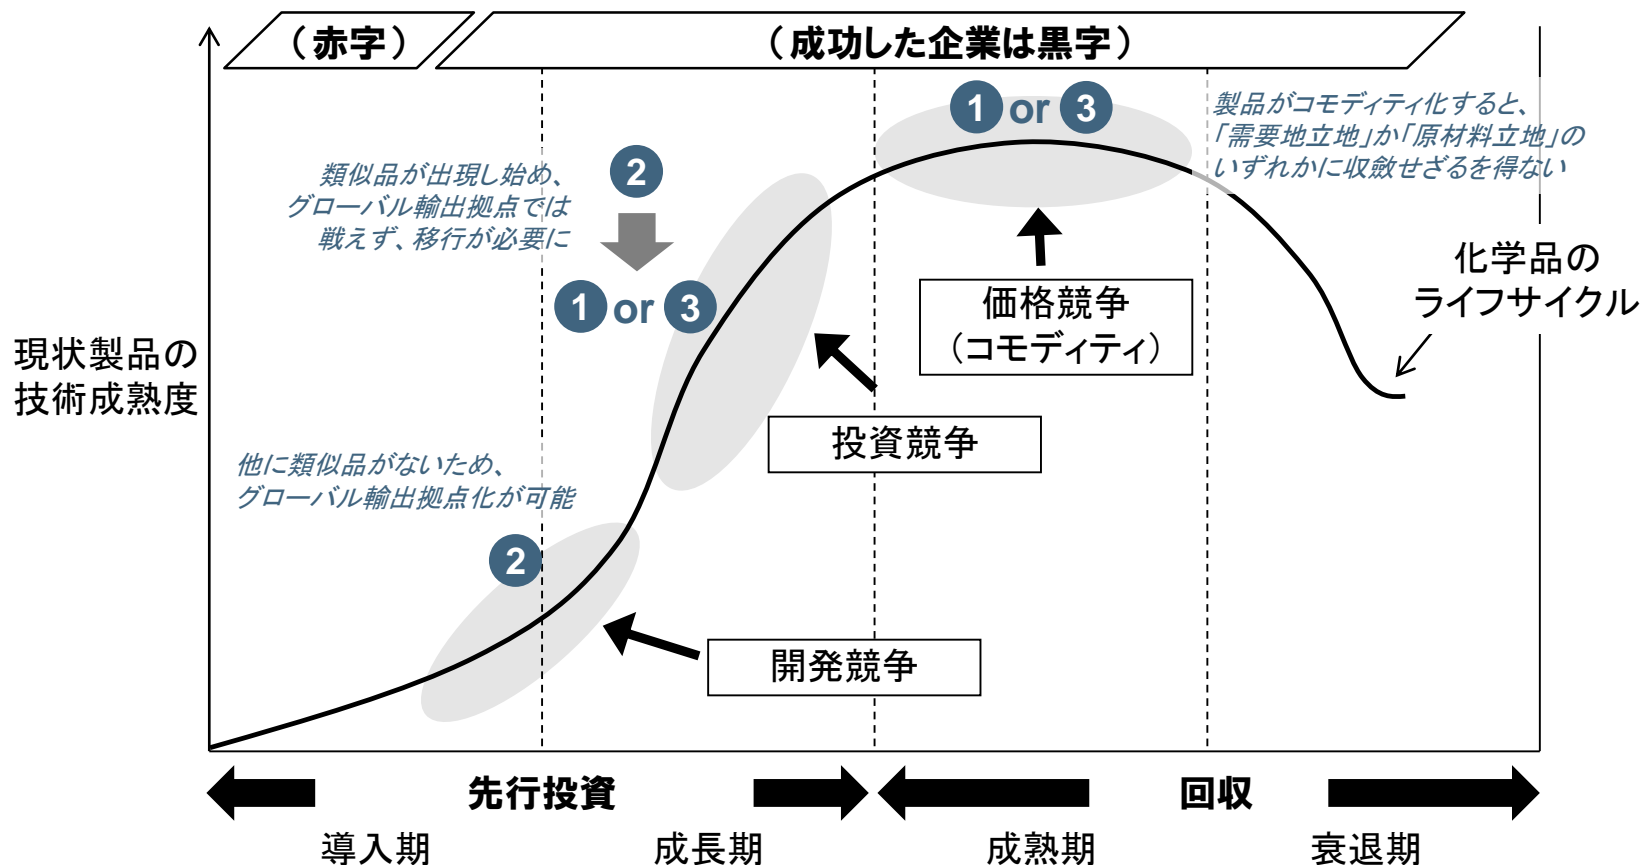 （赤字）
（成功した企業は黒字）
1 or 3
製品がコモディティ化すると、
「需要地立地」か「原材料立地」の
いずれかに収斂せざるを得ない
類似品が出現し始め、
グローバル輸出拠点では
戦えず、移行が必要に
2
1 or 3
化学品の
ライフサイクル
価格競争
（コモディティ）
現状製品の
技術成熟度
投資競争
他に類似品がないため、
グローバル輸出拠点化が可能
2
開発競争
先行投資
回収
導入期
成長期
成熟期
衰退期